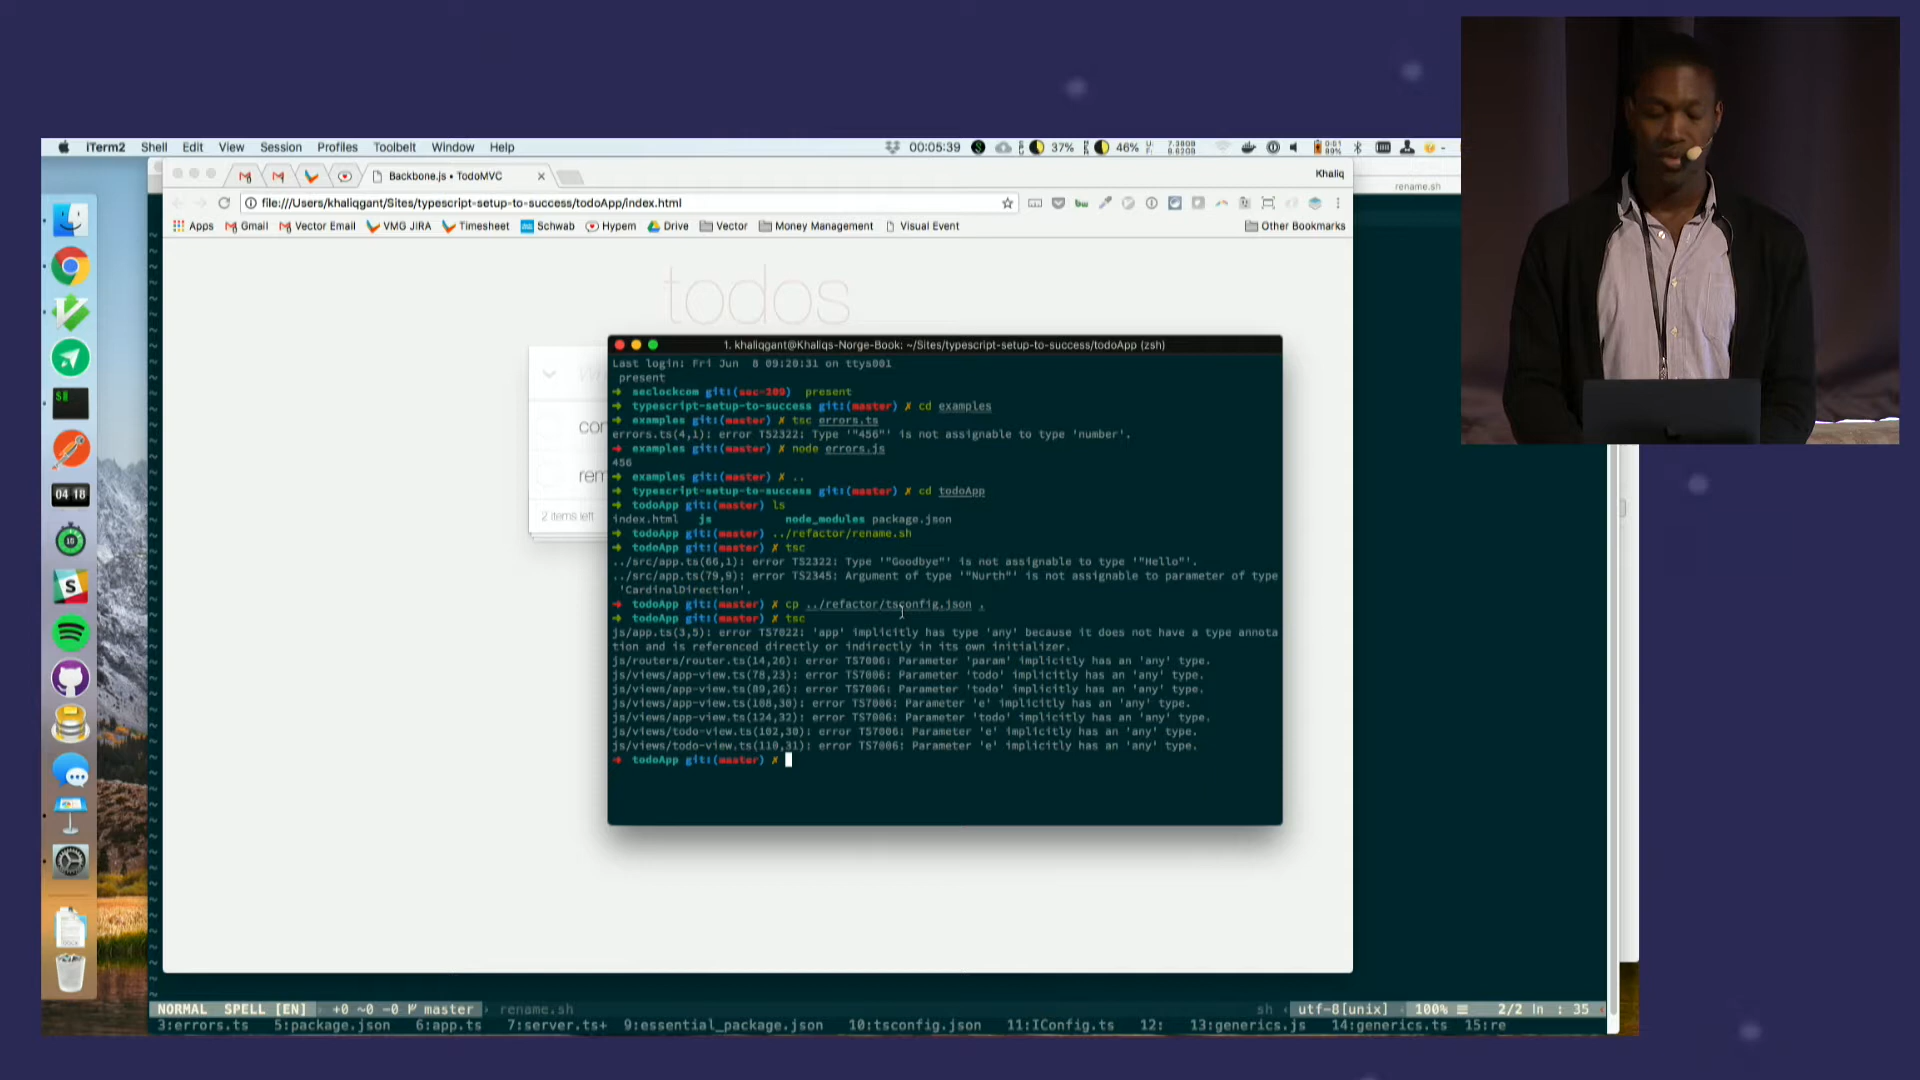 iTerm2 Shell Edit View Session Profiles Toolbelt Window Help
00:05:39 37% 46%
Backbone.js • TodoMVC
Khaliq
rename.sh
file:///Users/khaliqgant/Sites/typescript-setup-to-success/todoApp/index.html
Apps Gmail Vector Email VMG JIRA Timesheet Schwab Hypem Drive Vector Money Management Visual Event Other Bookmarks
todos
2 items left
04 18
1. khaliqgant@Khaliqs-Norge-Book: ~/Sites/typescript-setup-to-success/todoApp (zsh)
Last login: Fri Jun 8 09:20:31 on ttys001
present
➜ seclockcom git:(sec-309) present
➜ typescript-setup-to-success git:(master) ✗ cd examples
➜ examples git:(master) ✗ tsc errors.ts
errors.ts(4,1): error TS2322: Type '"456"' is not assignable to type 'number'.
➜ examples git:(master) ✗ node errors.js
456
➜ examples git:(master) ✗ ..
➜ typescript-setup-to-success git:(master) ✗ cd todoApp
➜ todoApp git:(master) ls
index.html js node_modules package.json
➜ todoApp git:(master) ../refactor/rename.sh
➜ todoApp git:(master) ✗ tsc
../src/app.ts(66,1): error TS2322: Type '"Goodbye"' is not assignable to type '"Hello"'.
../src/app.ts(79,9): error TS2345: Argument of type '"Nurth"' is not assignable to parameter of type
'CardinalDirection'.
➜ todoApp git:(master) ✗ cp ../refactor/tsconfig.json .
➜ todoApp git:(master) ✗ tsc
js/app.ts(3,5): error TS7022: 'app' implicitly has type 'any' because it does not have a type annota
tion and is referenced directly or indirectly in its own initializer.
js/routers/router.ts(14,26): error TS7006: Parameter 'param' implicitly has an 'any' type.
js/views/app-view.ts(78,23): error TS7006: Parameter 'todo' implicitly has an 'any' type.
js/views/app-view.ts(89,26): error TS7006: Parameter 'todo' implicitly has an 'any' type.
js/views/app-view.ts(108,30): error TS7006: Parameter 'e' implicitly has an 'any' type.
js/views/app-view.ts(124,32): error TS7006: Parameter 'todo' implicitly has an 'any' type.
js/views/todo-view.ts(102,30): error TS7006: Parameter 'e' implicitly has an 'any' type.
js/views/todo-view.ts(110,31): error TS7006: Parameter 'e' implicitly has an 'any' type.
➜ todoApp git:(master) ✗
NORMAL SPELL [EN] +0 ~0 -0 master rename.sh sh utf-8[unix] 100% 2/2 ln : 35
3:errors.ts 5:package.json 6:app.ts 7:server.ts+ 9:essential_package.json 10:tsconfig.json 11:IConfig.ts 12: 13:generics.js 14:generics.ts 15:re